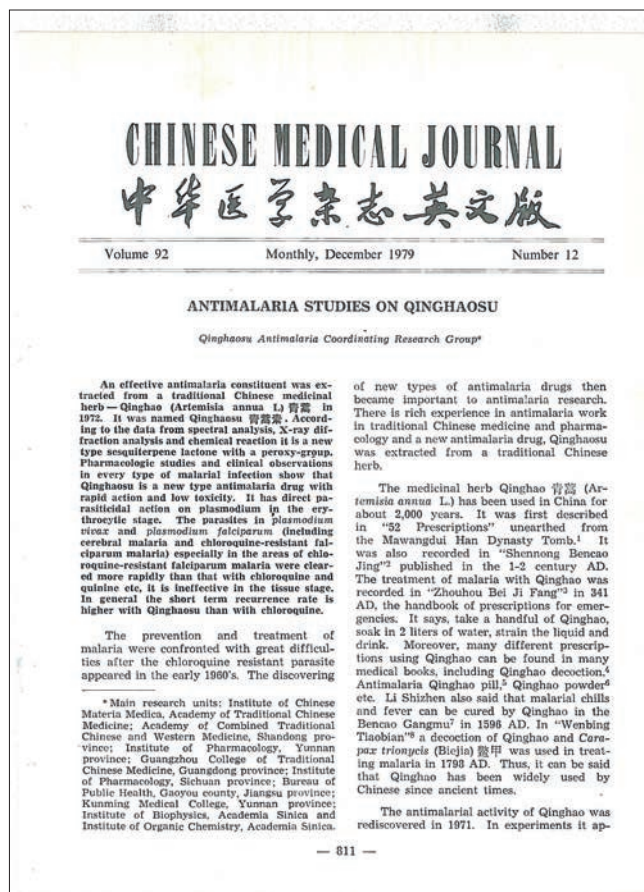 CHINESE MEDICAL JOURNAL
中华医学杂志英文版
Volume 92 Monthly, December 1979 Number 12
ANTIMALARIA STUDIES ON QINGHAOSU
Qinghaosu Antimalaria Coordinating Research Group*
An effective antimalaria constituent was ex-
tracted from a traditional Chinese medicinal
herb — Qinghao (Artemisia annua L.) 青蒿 in
1972. It was named Qinghaosu 青蒿素. Accord-
ing to the data from spectral analysis, X-ray dif-
fraction analysis and chemical reaction it is a new
type sesquiterpene lactone with a peroxy-group.
Pharmacologic studies and clinical observations
in every type of malarial infection show that
Qinghaosu is a new type antimalaria drug with
rapid action and low toxicity. It has direct pa-
rasiticidal action on plasmodium in the ery-
throcytic stage. The parasites in plasmodium
vivax and plasmodium falciparum (including
cerebral malaria and chloroquine-resistant fal-
ciparum malaria) especially in the areas of chlo-
roquine-resistant falciparum malaria were clear-
ed more rapidly than that with chloroquine and
quinine etc, it is ineffective in the tissue stage.
In general the short term recurrence rate is
higher with Qinghaosu than with chloroquine.
The prevention and treatment of
malaria were confronted with great difficul-
ties after the chloroquine resistant parasite
appeared in the early 1960's. The discovering
* Main research units: Institute of Chinese
Materia Medica, Academy of Traditional Chinese
Medicine; Academy of Combined Traditional
Chinese and Western Medicine, Shandong pro-
vince; Institute of Pharmacology, Yunnan
province; Guangzhou College of Traditional
Chinese Medicine, Guangdong province; Institute
of Pharmacology, Sichuan province; Bureau of
Public Health, Gaoyou county, Jiangsu province;
Kunming Medical College, Yunnan province;
Institute of Biophysics, Academia Sinica and
Institute of Organic Chemistry, Academia Sinica.
of new types of antimalaria drugs then
became important to antimalaria research.
There is rich experience in antimalaria work
in traditional Chinese medicine and pharma-
cology and a new antimalaria drug, Qinghaosu
was extracted from a traditional Chinese
herb.
The medicinal herb Qinghao 青蒿 (Ar-
temisia annua L.) has been used in China for
about 2,000 years. It was first described
in "52 Prescriptions" unearthed from
the Mawangdui Han Dynasty Tomb.¹ It
was also recorded in "Shennong Bencao
Jing"² published in the 1-2 century AD.
The treatment of malaria with Qinghao was
recorded in "Zhouhou Bei Ji Fang"³ in 341
AD, the handbook of prescriptions for emer-
gencies. It says, take a handful of Qinghao,
soak in 2 liters of water, strain the liquid and
drink. Moreover, many different prescrip-
tions using Qinghao can be found in many
medical books, including Qinghao decoction,⁴
Antimalaria Qinghao pill,⁵ Qinghao powder⁶
etc. Li Shizhen also said that malarial chills
and fever can be cured by Qinghao in the
Bencao Gangmu⁷ in 1596 AD. In "Wenbing
Tiaobian"⁸ a decoction of Qinghao and Cara-
pax trionycis (Biejia) 鳖甲 was used in treat-
ing malaria in 1798 AD. Thus, it can be said
that Qinghao has been widely used by
Chinese since ancient times.
The antimalarial activity of Qinghao was
rediscovered in 1971. In experiments it ap-
— 811 —